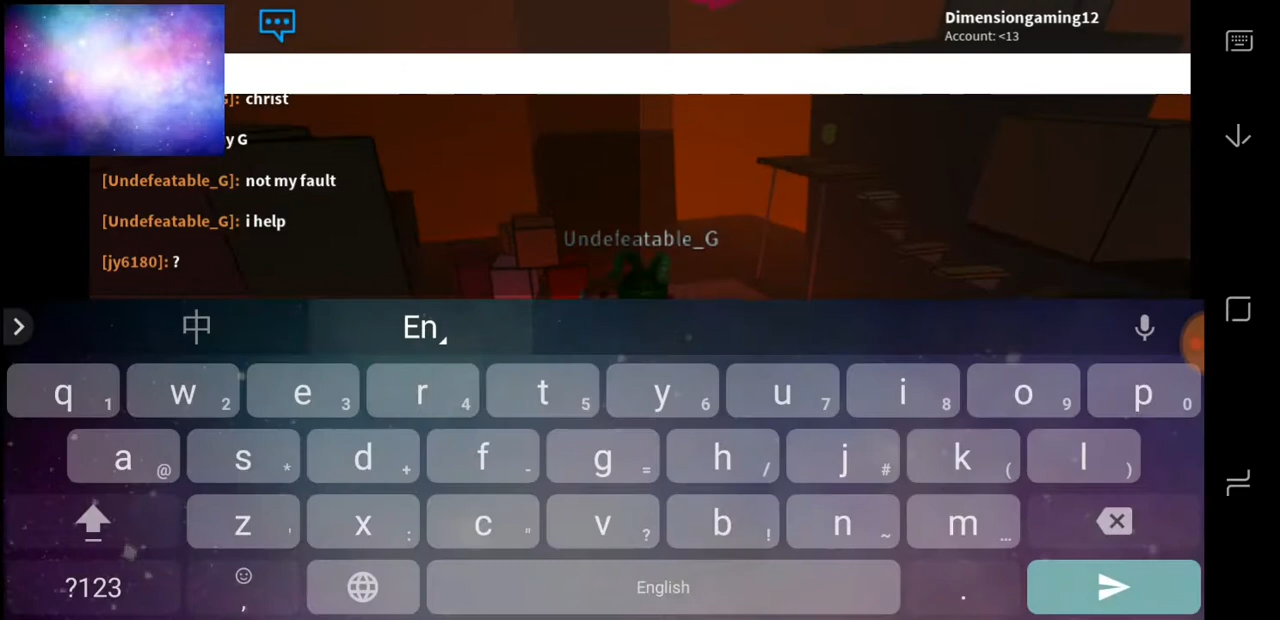 Dimensiongaming12
Account: <13
G]: christ
y G
[Undefeatable_G]: not my fault
[Undefeatable_G]: i help
[jy6180]: ?
Undefeatable_G
中 En
q 1 w 2 e 3 r 4 t 5 y 6 u 7 i 8 o 9 p 0
a @ s * d + f - g = h / j # k ( l )
z ' x : c " v ? b ! n ~ m ...
?123 , English .